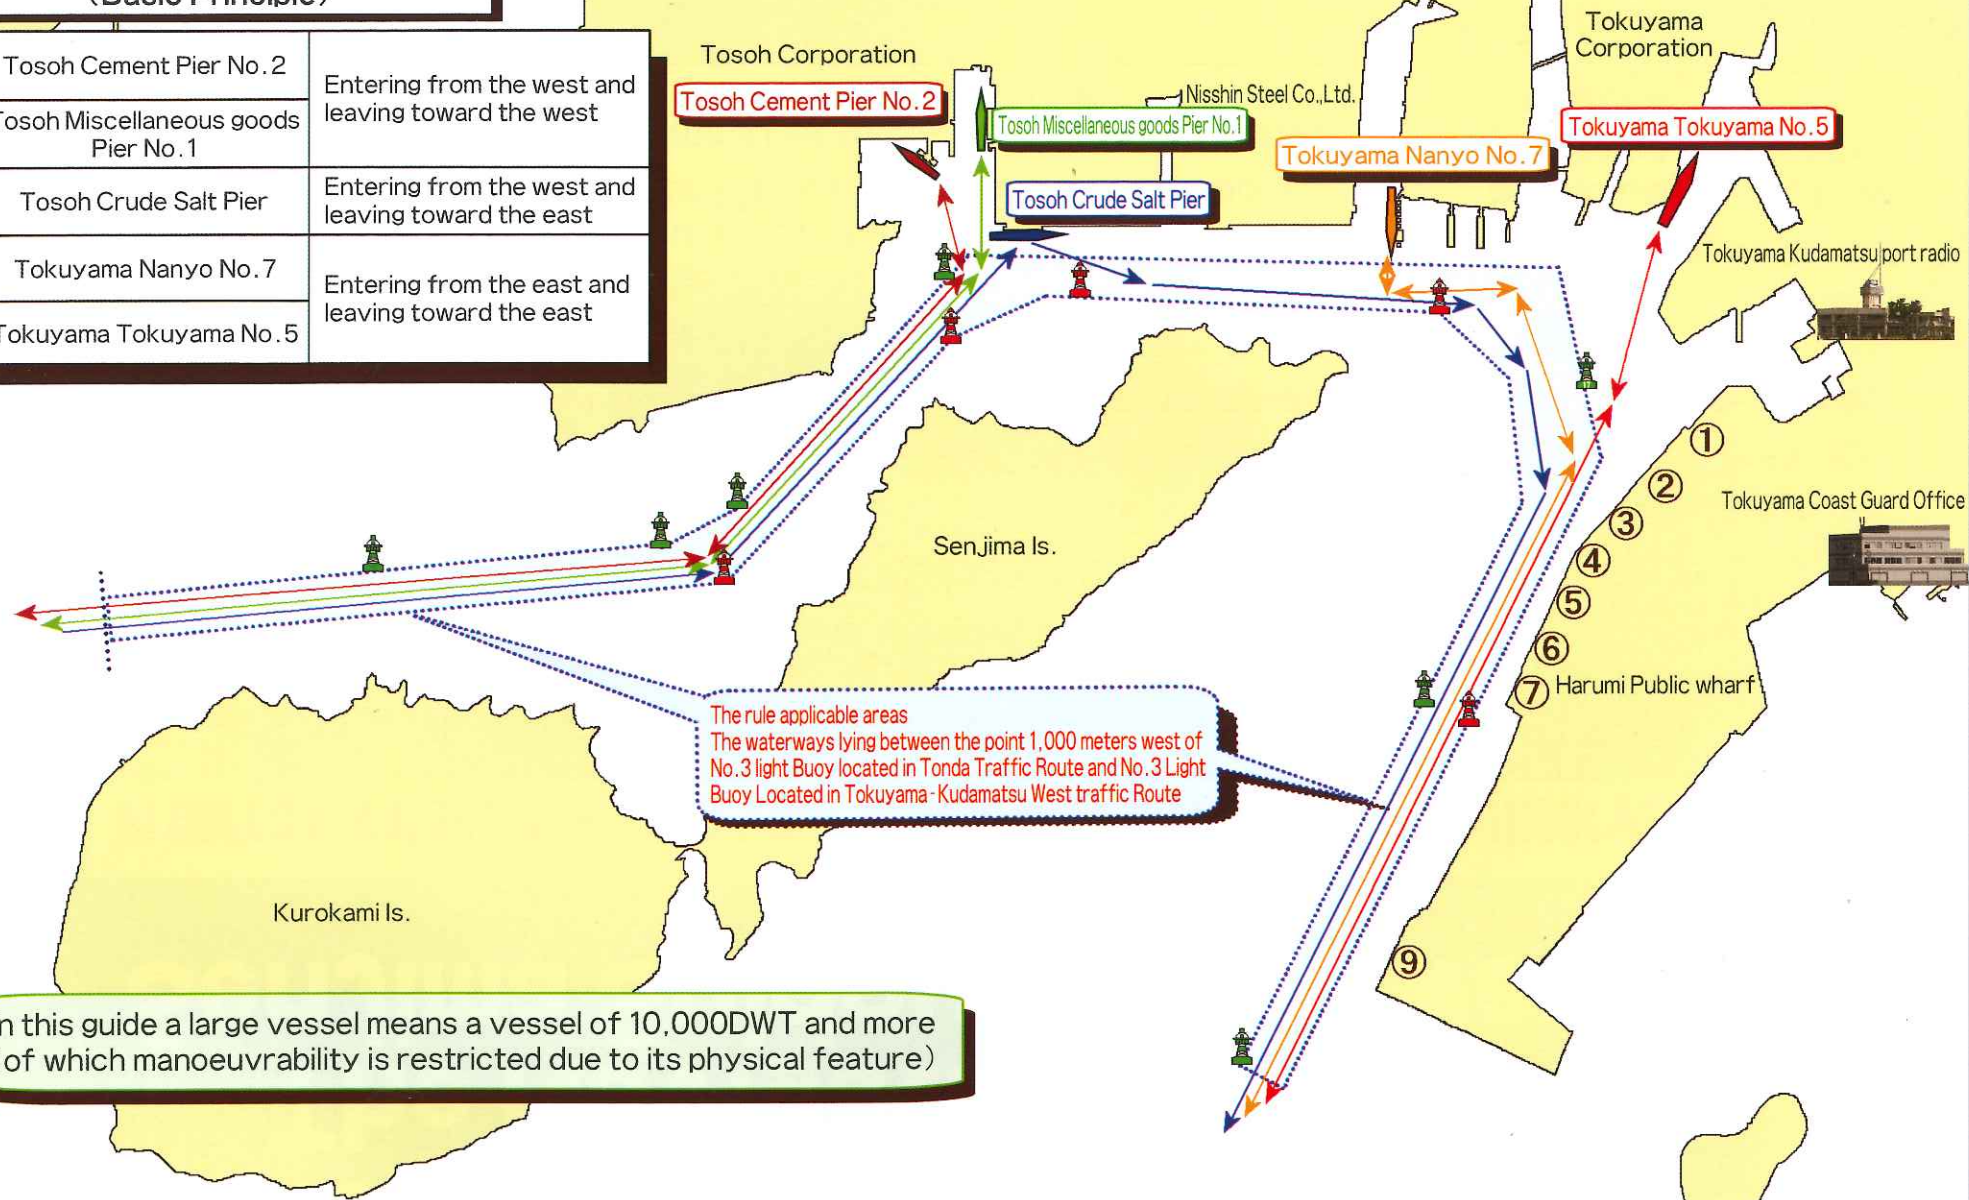 (Basic Principle)
Tosoh Cement Pier No.2
Entering from the west and
leaving toward the west
Tosoh Miscellaneous goods
Pier No.1
Tosoh Crude Salt Pier
Entering from the west and
leaving toward the east
Tokuyama Nanyo No.7
Entering from the east and
leaving toward the east
Tokuyama Tokuyama No.5
Tosoh Corporation
Tosoh Cement Pier No.2
Nisshin Steel Co.,Ltd.
Tosoh Miscellaneous goods Pier No.1
Tosoh Crude Salt Pier
Tokuyama Nanyo No.7
Tokuyama
Corporation
Tokuyama Tokuyama No.5
Tokuyama Kudamatsu port radio
①
②
③
④
⑤
⑥
⑦
Tokuyama Coast Guard Office
Harumi Public wharf
⑨
Senjima Is.
The rule applicable areas
The waterways lying between the point 1,000 meters west of
No.3 light Buoy located in Tonda Traffic Route and No.3 Light
Buoy Located in Tokuyama-Kudamatsu West traffic Route
Kurokami Is.
n this guide a large vessel means a vessel of 10,000DWT and more
of which manoeuvrability is restricted due to its physical feature)